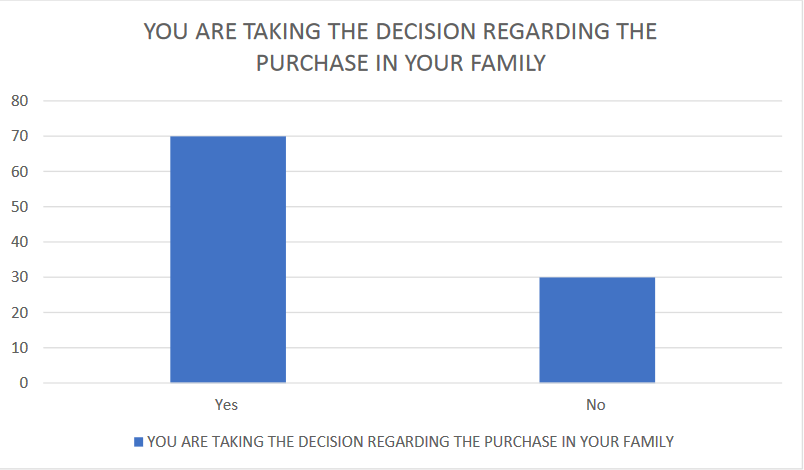 YOU ARE TAKING THE DECISION REGARDING THE
PURCHASE IN YOUR FAMILY
80
70
60
50
40
30
20
10
0
Yes No
YOU ARE TAKING THE DECISION REGARDING THE PURCHASE IN YOUR FAMILY